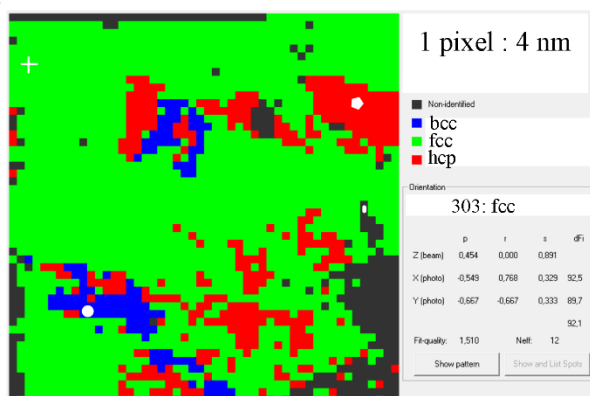 1 pixel : 4 nm
Non-identified
bcc
fcc
hcp
Orientation
303: fcc
p r s dFi
Z (beam) 0,454 0,000 0,891
X (photo) -0,549 0,768 0,329 92,5
Y (photo) -0,667 -0,667 0,333 89,7
92,1
Fit-quality: 1,510 Neff: 12
Show pattern Show and List Spots